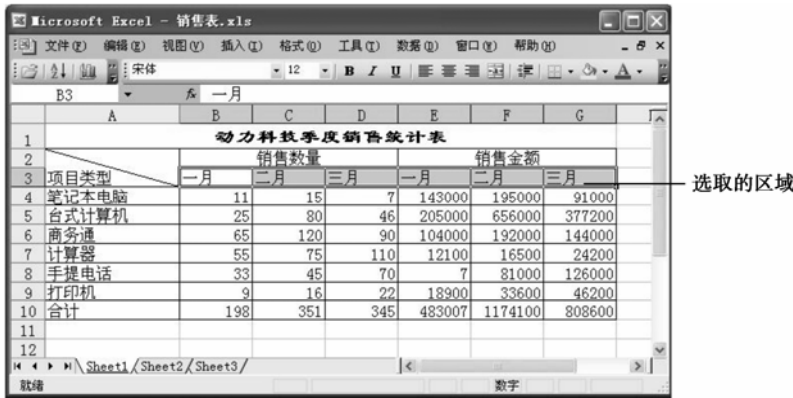 Microsoft Excel - 销售表.xls
文件(F) 编辑(E) 视图(V) 插入(I) 格式(O) 工具(T) 数据(D) 窗口(W) 帮助(H)
宋体 12 B I U A
B3 fx 一月
A B C D E F G
1 动力科技季度销售统计表
2 销售数量 销售金额
3 项目类型 一月 二月 三月 一月 二月 三月
选取的区域
4 笔记本电脑 11 15 7 143000 195000 91000
5 台式计算机 25 80 46 205000 656000 377200
6 商务通 65 120 90 104000 192000 144000
7 计算器 55 75 110 12100 16500 24200
8 手提电话 33 45 70 7 81000 126000
9 打印机 9 16 22 18900 33600 46200
10 合计 198 351 345 483007 1174100 808600
11
12
Sheet1 Sheet2 Sheet3
就绪 数字